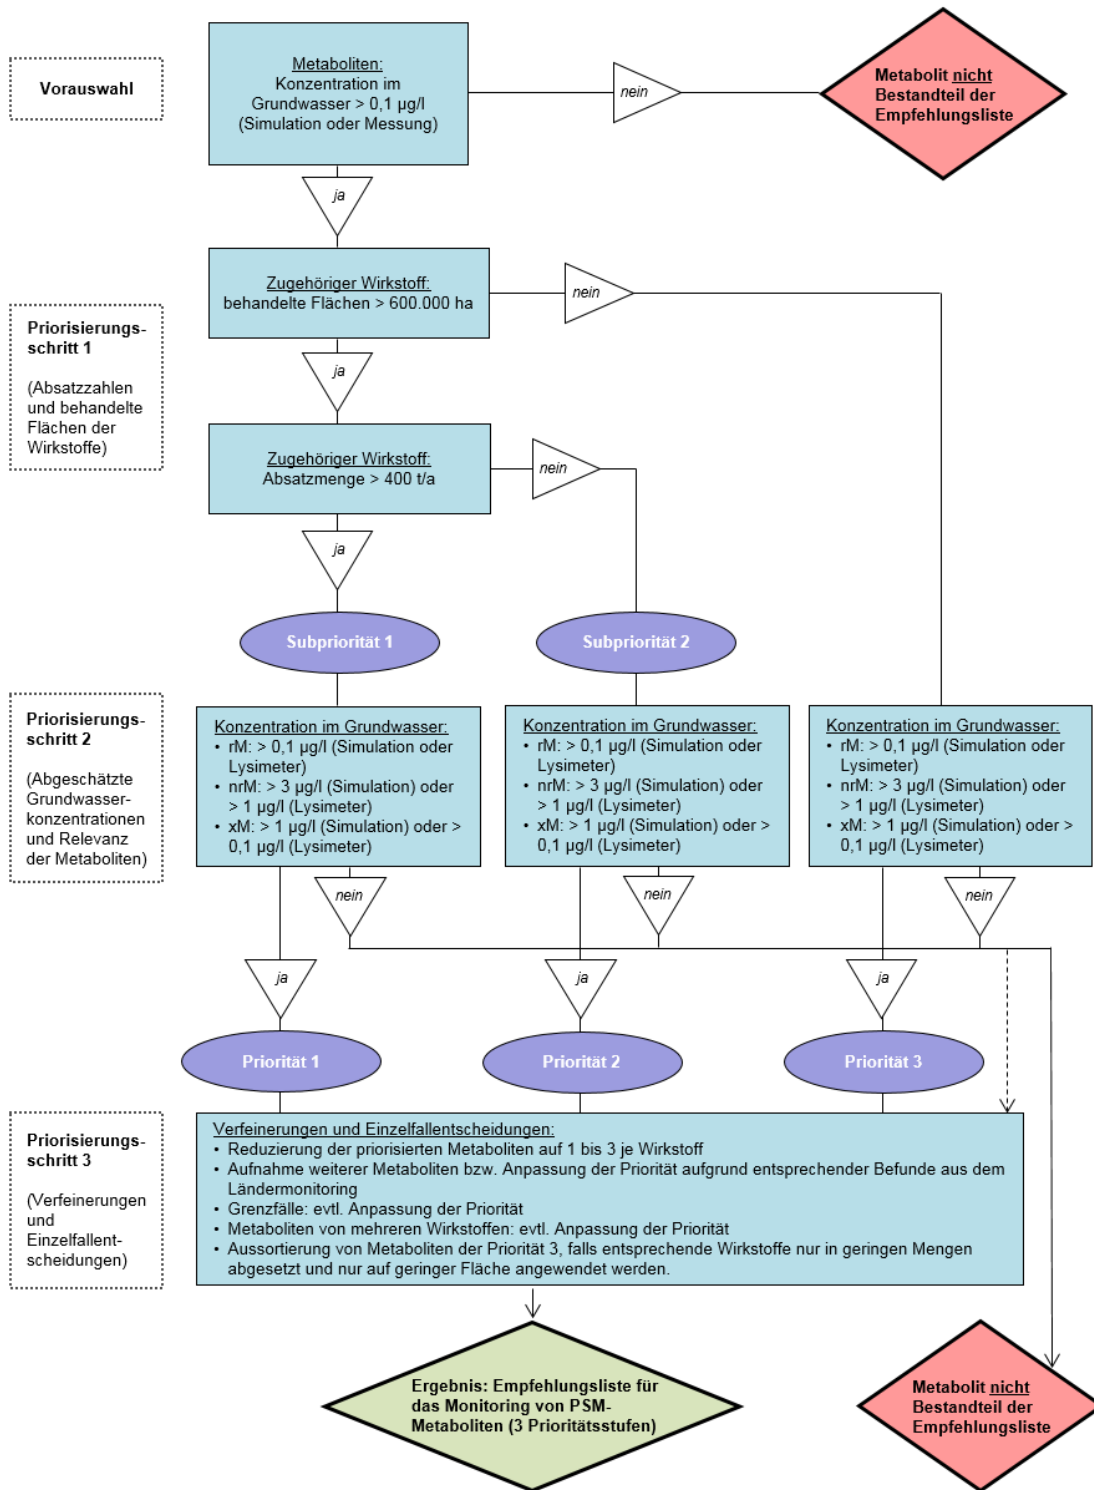 Vorauswahl
Metaboliten:
Konzentration im
Grundwasser > 0,1 µg/l
(Simulation oder Messung)
nein
Metabolit nicht
Bestandteil der
Empfehlungsliste
ja
Priorisierungs-
schritt 1
(Absatzzahlen
und behandelte
Flächen der
Wirkstoffe)
Zugehöriger Wirkstoff:
behandelte Flächen > 600.000 ha
nein
ja
Zugehöriger Wirkstoff:
Absatzmenge > 400 t/a
nein
ja
Subpriorität 1
Subpriorität 2
Priorisierungs-
schritt 2
(Abgeschätzte
Grundwasser-
konzentrationen
und Relevanz
der Metaboliten)
Konzentration im Grundwasser:
• rM: > 0,1 µg/l (Simulation oder
Lysimeter)
• nrM: > 3 µg/l (Simulation) oder
> 1 µg/l (Lysimeter)
• xM: > 1 µg/l (Simulation) oder >
0,1 µg/l (Lysimeter)
Konzentration im Grundwasser:
• rM: > 0,1 µg/l (Simulation oder
Lysimeter)
• nrM: > 3 µg/l (Simulation) oder
> 1 µg/l (Lysimeter)
• xM: > 1 µg/l (Simulation) oder >
0,1 µg/l (Lysimeter)
Konzentration im Grundwasser:
• rM: > 0,1 µg/l (Simulation oder
Lysimeter)
• nrM: > 3 µg/l (Simulation) oder
> 1 µg/l (Lysimeter)
• xM: > 1 µg/l (Simulation) oder >
0,1 µg/l (Lysimeter)
nein
nein
nein
ja
ja
ja
Priorität 1
Priorität 2
Priorität 3
Priorisierungs-
schritt 3
(Verfeinerungen
und
Einzelfallent-
scheidungen)
Verfeinerungen und Einzelfallentscheidungen:
• Reduzierung der priorisierten Metaboliten auf 1 bis 3 je Wirkstoff
• Aufnahme weiterer Metaboliten bzw. Anpassung der Priorität aufgrund entsprechender Befunde aus dem
Ländermonitoring
• Grenzfälle: evtl. Anpassung der Priorität
• Metaboliten von mehreren Wirkstoffen: evtl. Anpassung der Priorität
• Aussortierung von Metaboliten der Priorität 3, falls entsprechende Wirkstoffe nur in geringen Mengen
abgesetzt und nur auf geringer Fläche angewendet werden.
Ergebnis: Empfehlungsliste für
das Monitoring von PSM-
Metaboliten (3 Prioritätsstufen)
Metabolit nicht
Bestandteil der
Empfehlungsliste